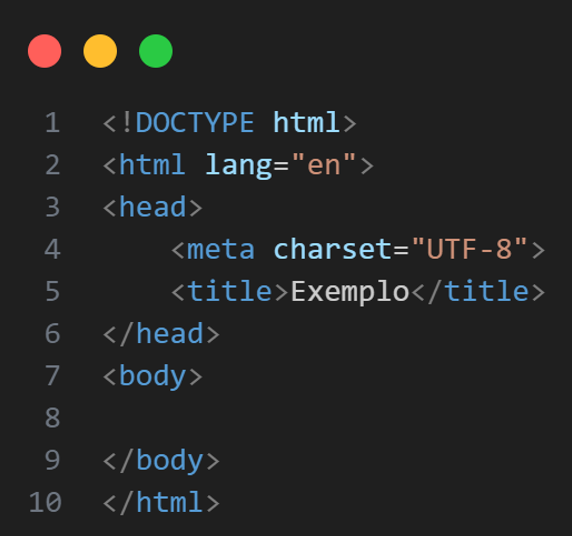 1 <!DOCTYPE html>
2 <html lang="en">
3 <head>
4     <meta charset="UTF-8">
5     <title>Exemplo</title>
6 </head>
7 <body>
8
9 </body>
10 </html>